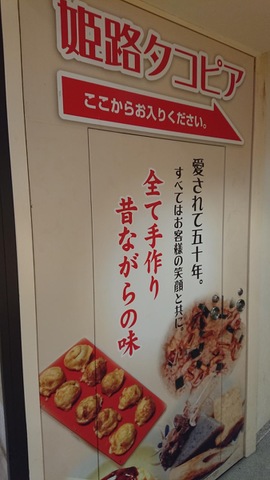 姫路タコピア
ここからお入りください。
愛されて五十年。
すべてはお客様の笑顔と共に。
全て手作り
昔ながらの味